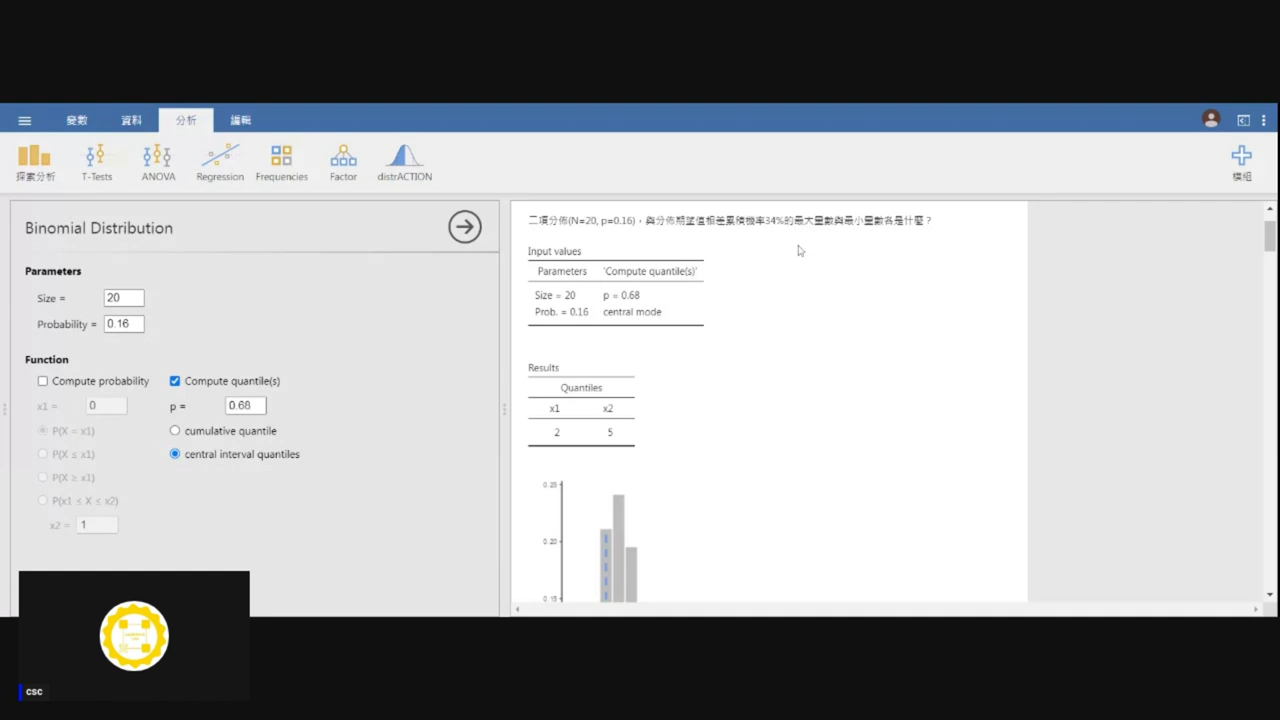 變數 資料 分析 編輯
探索分析 T-Tests ANOVA Regression Frequencies Factor distrACTION 模組
Binomial Distribution
Parameters
Size = 20
Probability = 0.16
Function
Compute probability Compute quantile(s)
x1 = 0 p = 0.68
P(X = x1) cumulative quantile
P(X ≤ x1) central interval quantiles
P(X ≥ x1)
P(x1 ≤ X ≤ x2)
x2 = 1
二項分佈(N=20, p=0.16)，與分佈期望值相差累積機率34%的最大量數與最小量數各是什麼？
Input values
Parameters 'Compute quantile(s)'
Size = 20 p = 0.68
Prob. = 0.16 central mode
Results
Quantiles
x1 x2
2 5
0.25
0.20
0.15
csc